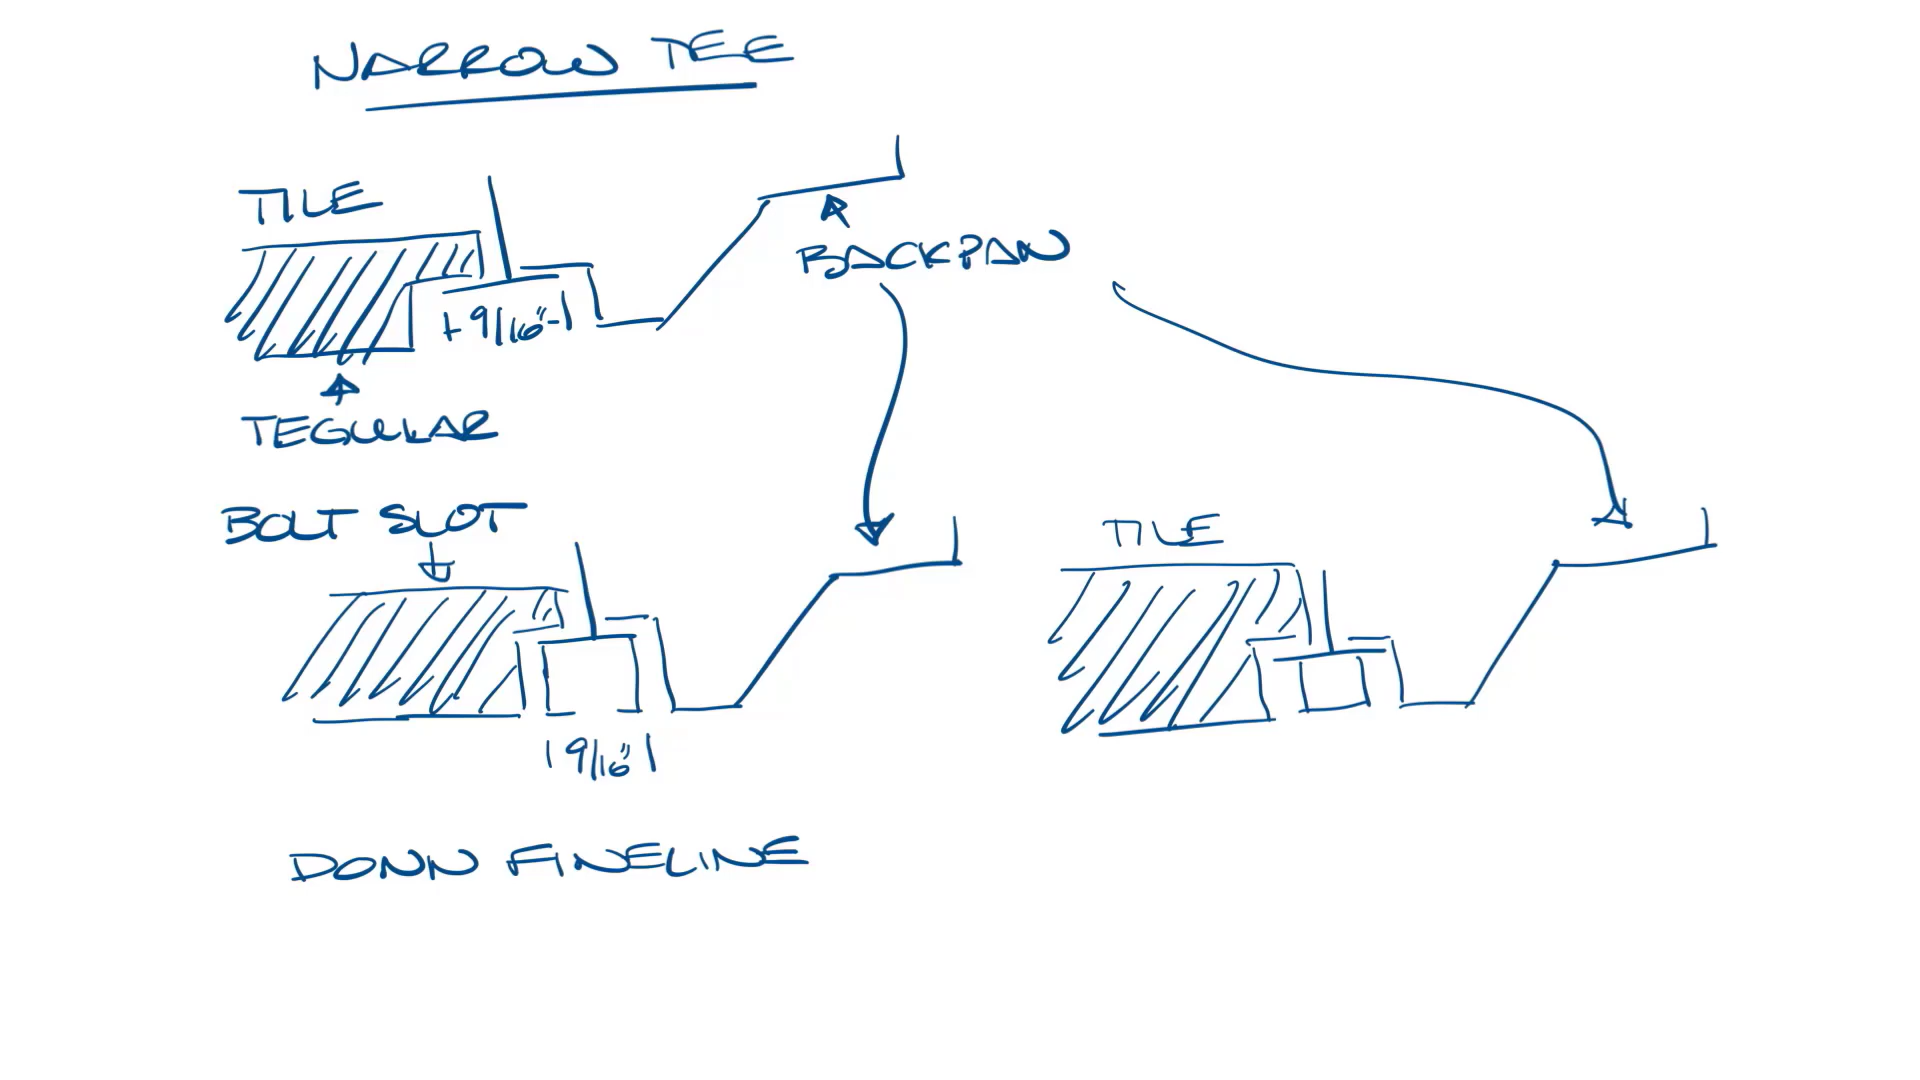 NARROW TEE
TILE
BACKPAN
9/16"
TEGULAR
BOLT SLOT
TILE
9/16"
DONN FINELINE